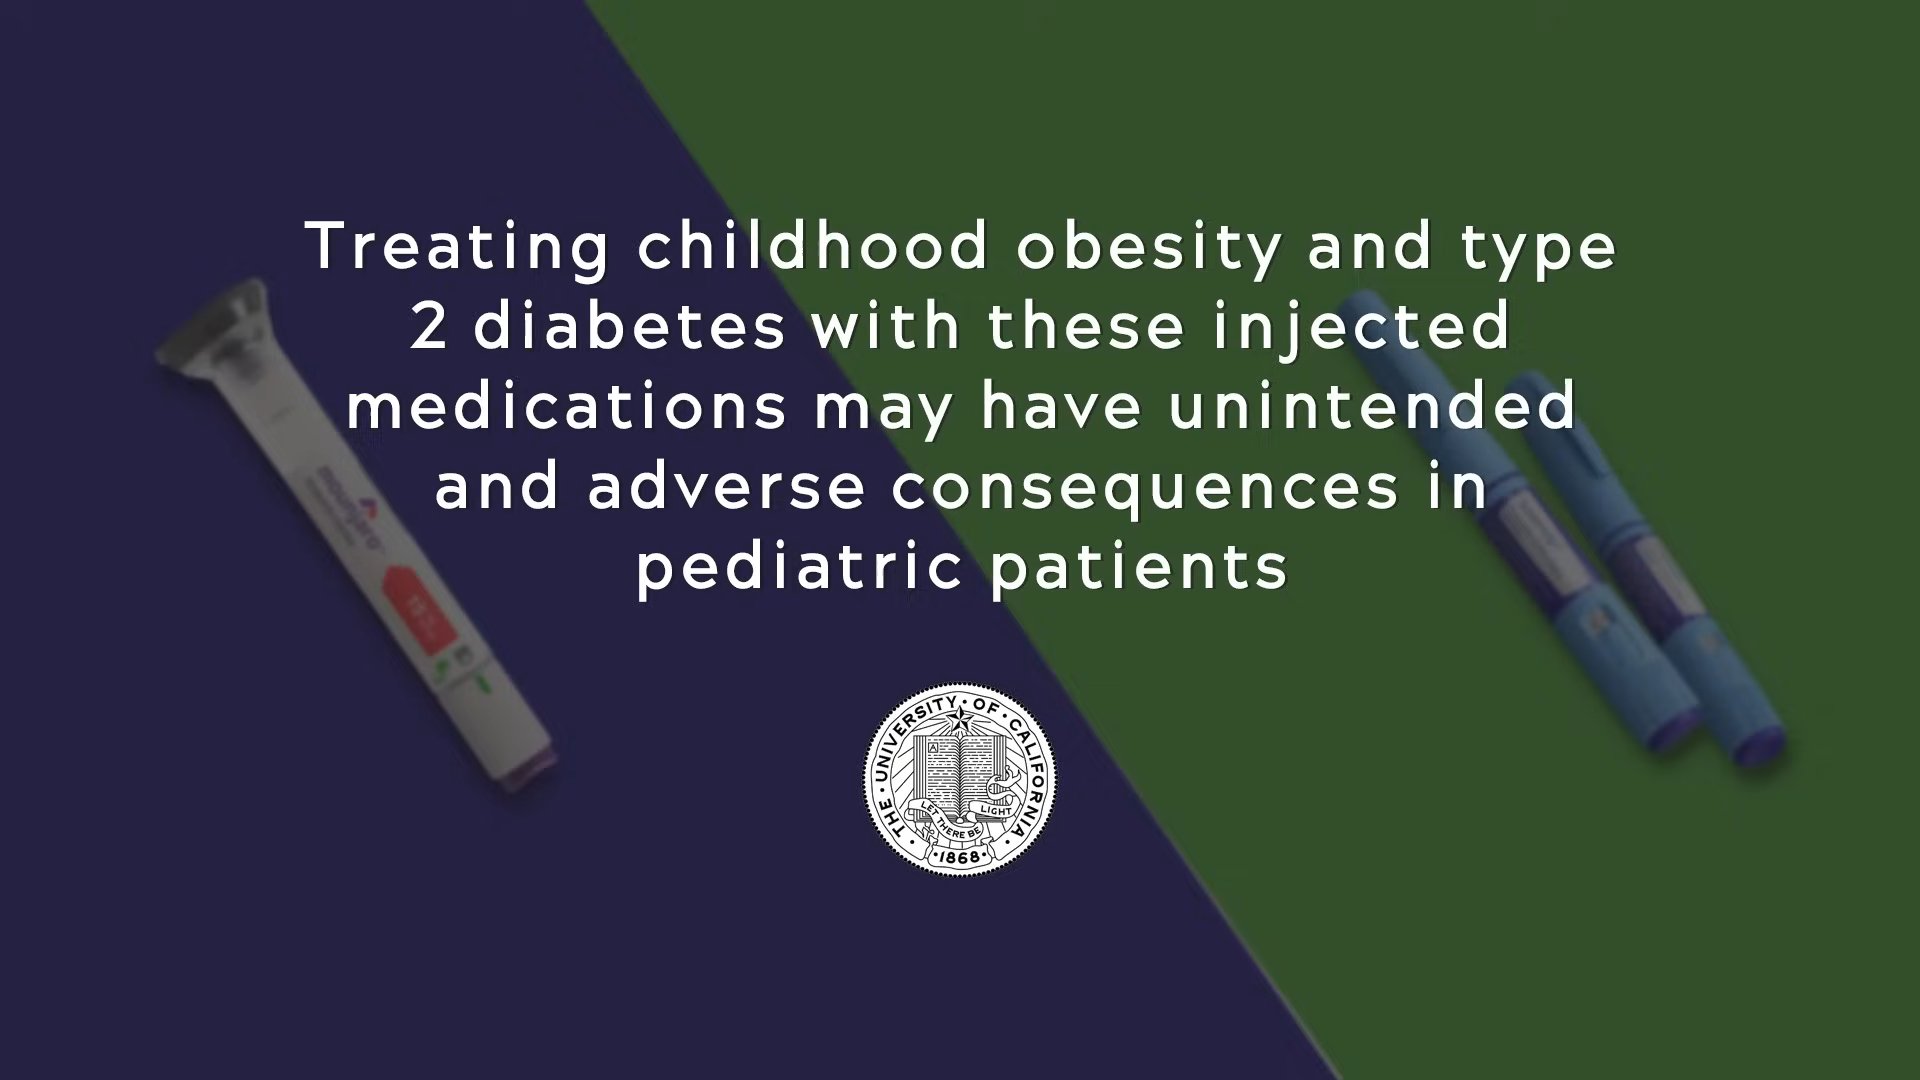 Treating childhood obesity and type
2 diabetes with these injected
medications may have unintended
and adverse consequences in
pediatric patients
mounjaro
THE · UNIVERSITY · OF · CALIFORNIA
A
LET THERE BE LIGHT
·1868·